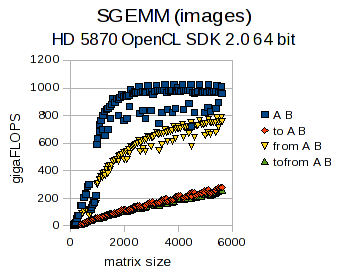 SGEMM (images)
HD 5870 OpenCL SDK 2.0 64 bit
1200
1000
800
600
400
200
0
gigaFLOPS
0 2000 4000 6000
matrix size
A B
to A B
from A B
tofrom A B